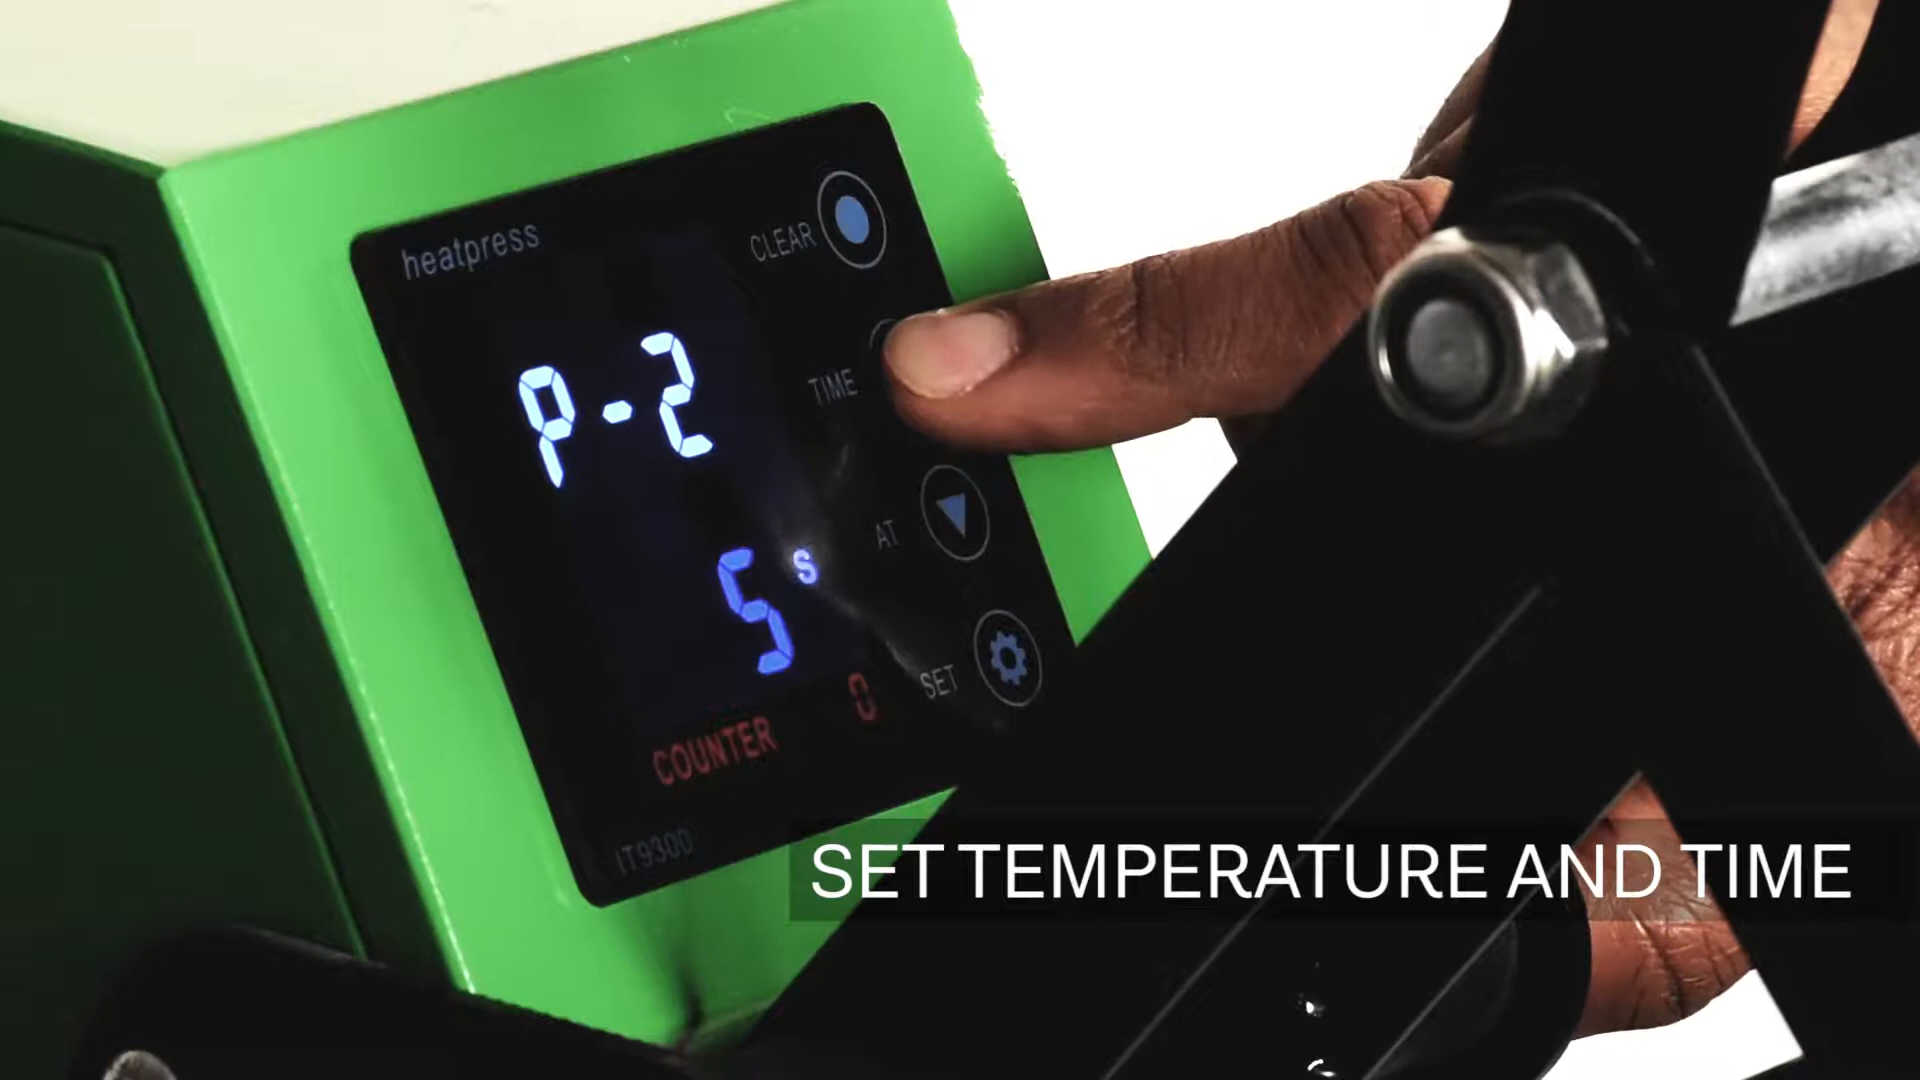 heatpress
CLEAR
P-2
TIME
AT
5 s
SET
COUNTER 0
IT9300
SET TEMPERATURE AND TIME